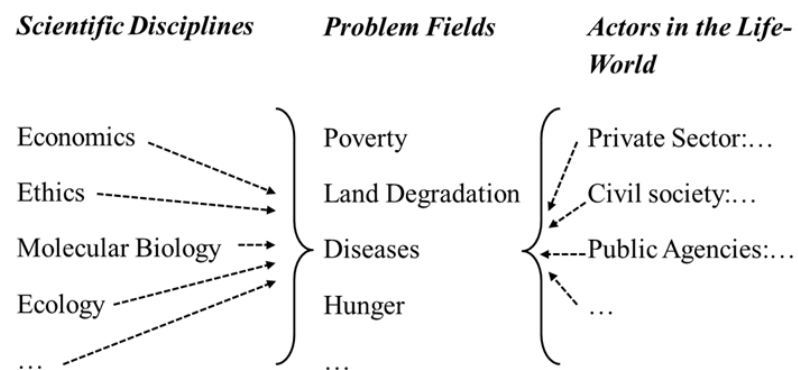 Scientific Disciplines
Problem Fields
Actors in the Life-
World
Economics
Ethics
Molecular Biology
Ecology
…
Poverty
Land Degradation
Diseases
Hunger
…
Private Sector:…
Civil society:…
Public Agencies:…
…